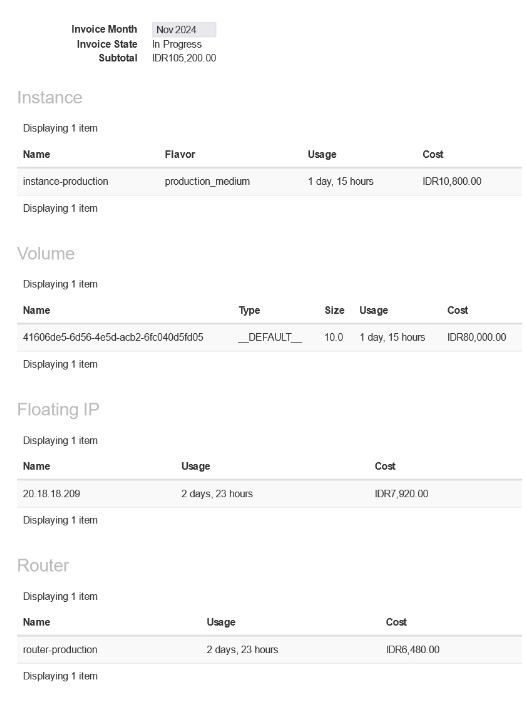 Invoice Month Nov 2024
Invoice State In Progress
Subtotal IDR105,200.00
Instance
Displaying 1 item
Name Flavor Usage Cost
instance-production production_medium 1 day, 15 hours IDR10,800.00
Displaying 1 item
Volume
Displaying 1 item
Name Type Size Usage Cost
41606de5-6d56-4e5d-acb2-6fc040d5fd05 __DEFAULT__ 10.0 1 day, 15 hours IDR80,000.00
Displaying 1 item
Floating IP
Displaying 1 item
Name Usage Cost
20.18.18.209 2 days, 23 hours IDR7,920.00
Displaying 1 item
Router
Displaying 1 item
Name Usage Cost
router-production 2 days, 23 hours IDR6,480.00
Displaying 1 item